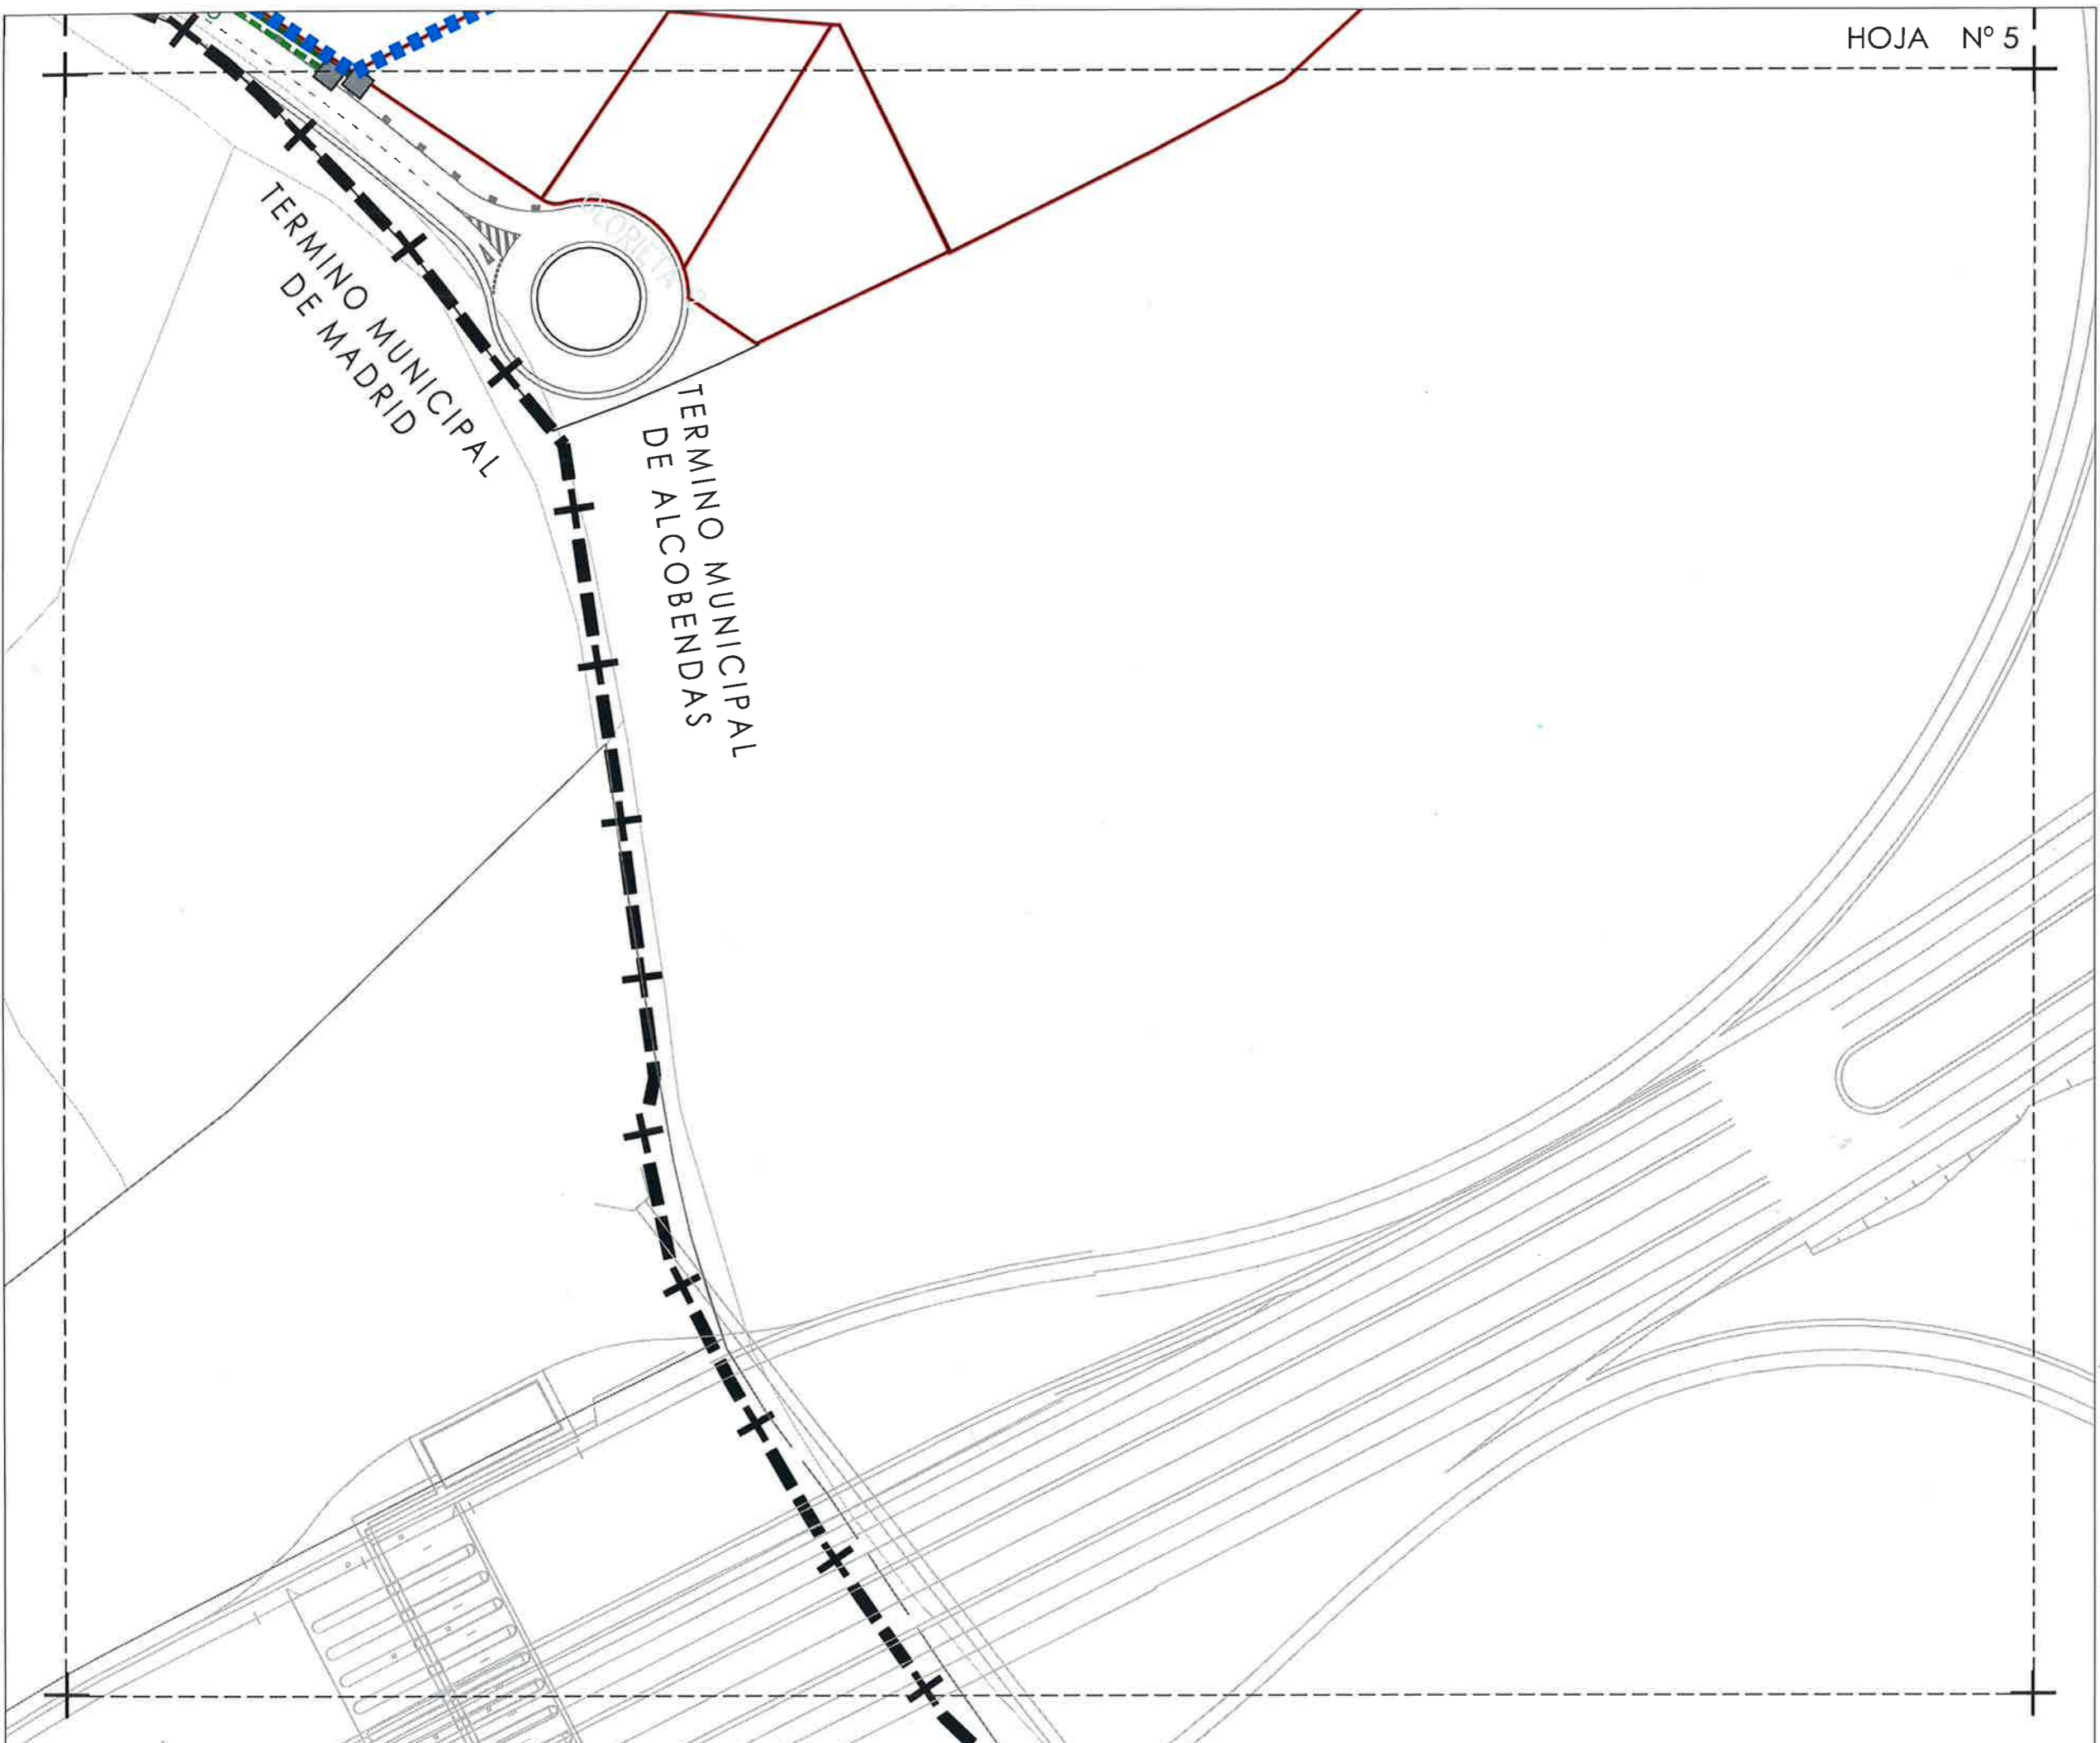 HOJA Nº 5
GLORIETA
TERMINO MUNICIPAL
DE MADRID
TERMINO MUNICIPAL
DE ALCOBENDAS